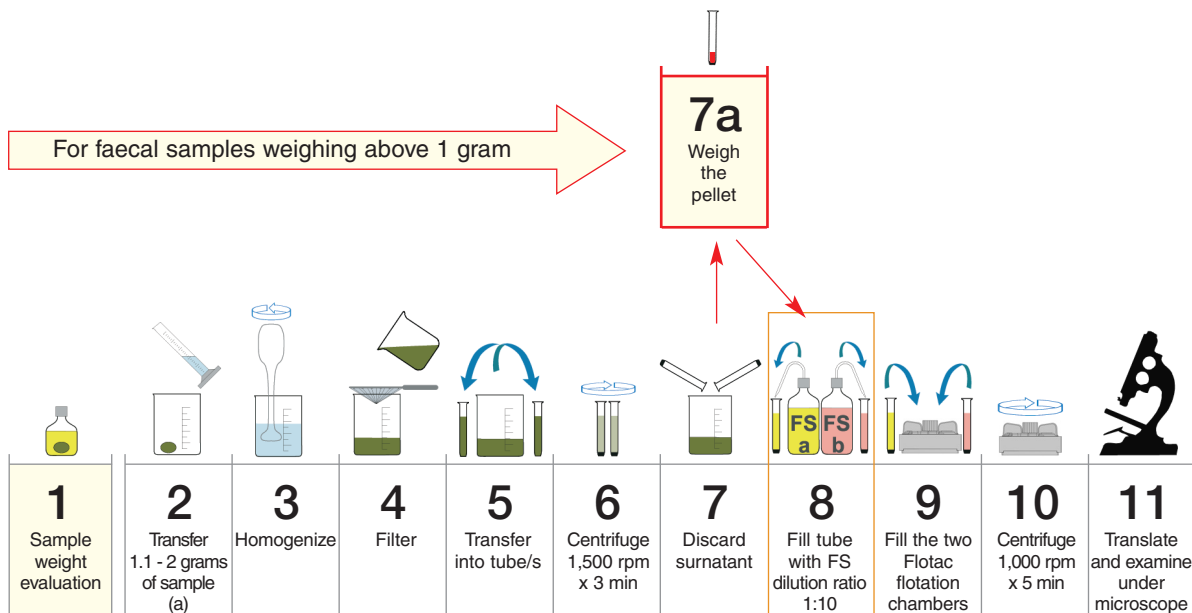 7a
Weigh
the
pellet
For faecal samples weighing above 1 gram
FS
a
FS
b
1
Sample
weight
evaluation
2
Transfer
1.1 - 2 grams
of sample
(a)
3
Homogenize
4
Filter
5
Transfer
into tube/s
6
Centrifuge
1,500 rpm
x 3 min
7
Discard
surnatant
8
Fill tube
with FS
dilution ratio
1:10
9
Fill the two
Flotac
flotation
chambers
10
Centrifuge
1,000 rpm
x 5 min
11
Translate
and examine
under
microscope